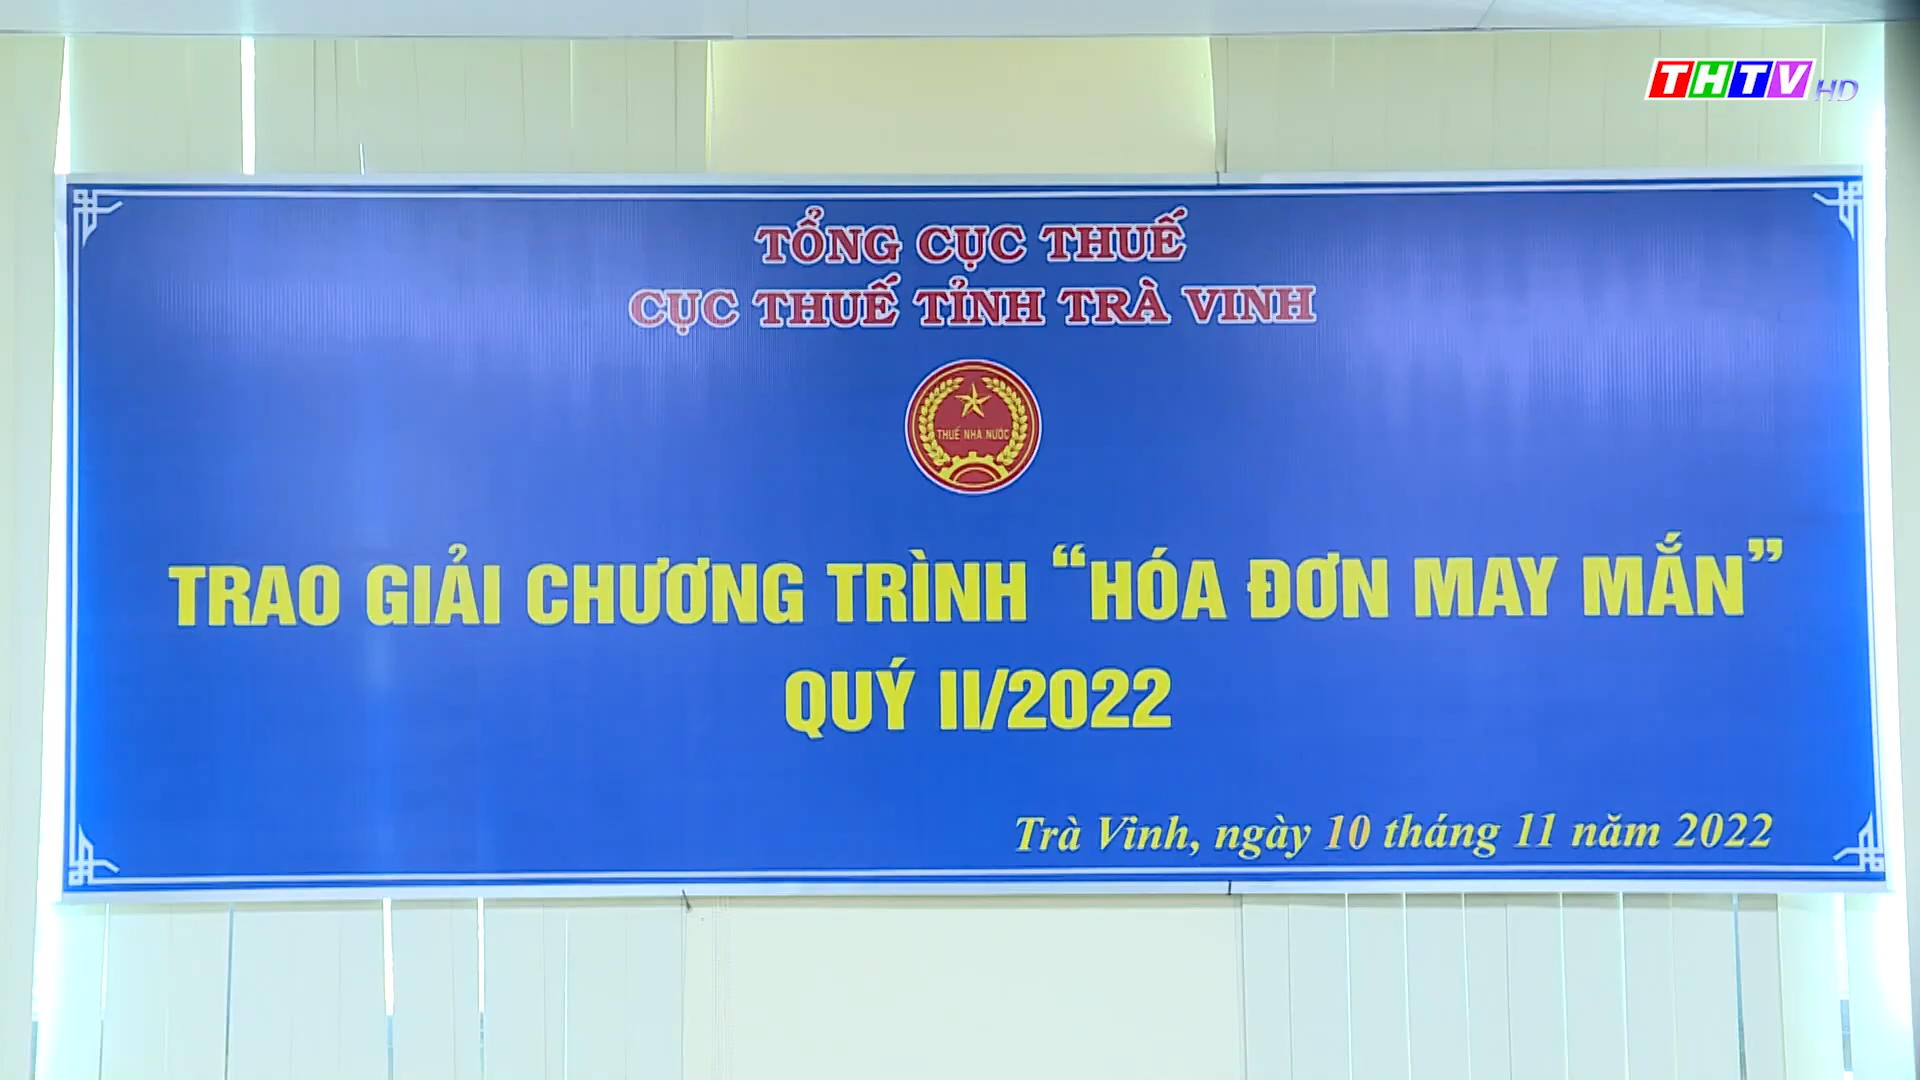 THTV HD
TỔNG CỤC THUẾ
CỤC THUẾ TỈNH TRÀ VINH
THUẾ NHÀ NƯỚC
TRAO GIẢI CHƯƠNG TRÌNH “HÓA ĐƠN MAY MẮN”
QUÝ II/2022
Trà Vinh, ngày 10 tháng 11 năm 2022